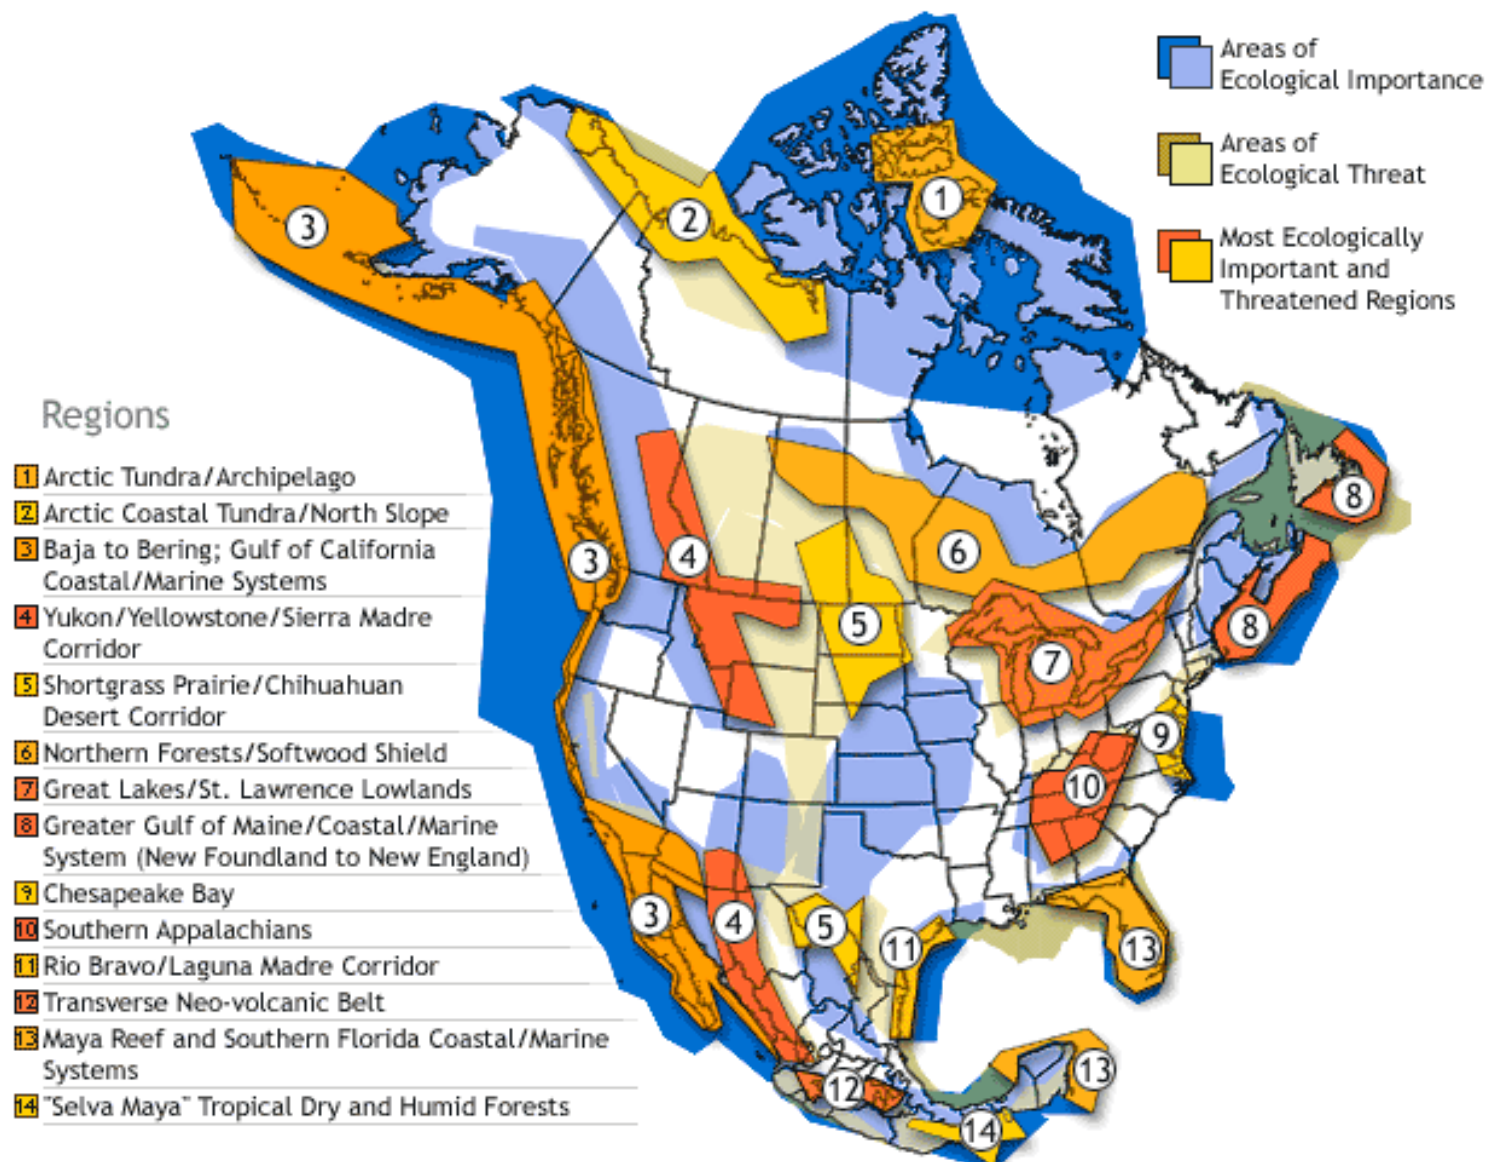 Areas of
Ecological Importance
Areas of
Ecological Threat
Most Ecologically
Important and
Threatened Regions
Regions
1 Arctic Tundra/Archipelago
2 Arctic Coastal Tundra/North Slope
3 Baja to Bering; Gulf of California
Coastal/Marine Systems
4 Yukon/Yellowstone/Sierra Madre
Corridor
5 Shortgrass Prairie/Chihuahuan
Desert Corridor
6 Northern Forests/Softwood Shield
7 Great Lakes/St. Lawrence Lowlands
8 Greater Gulf of Maine/Coastal/Marine
System (New Foundland to New England)
9 Chesapeake Bay
10 Southern Appalachians
11 Rio Bravo/Laguna Madre Corridor
12 Transverse Neo-volcanic Belt
13 Maya Reef and Southern Florida Coastal/Marine
Systems
14 "Selva Maya" Tropical Dry and Humid Forests
1
2
3
8
4
3
6
5
8
7
9
10
3
4
5
11
13
13
12
14